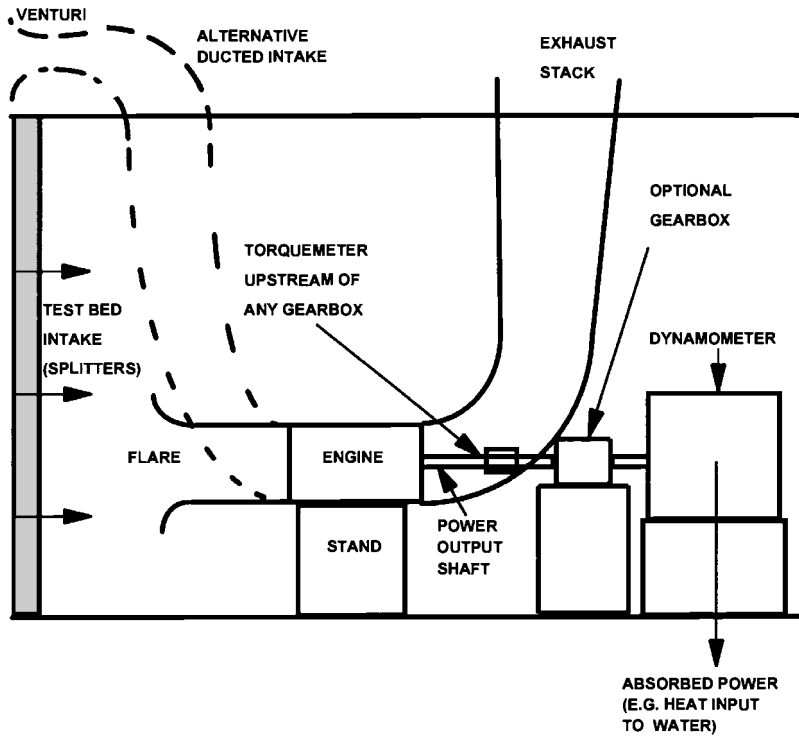 VENTURI
ALTERNATIVE
DUCTED INTAKE
EXHAUST
STACK
OPTIONAL
GEARBOX
TORQUEMETER
UPSTREAM OF
ANY GEARBOX
TEST BED
INTAKE
(SPLITTERS)
DYNAMOMETER
FLARE
ENGINE
POWER
OUTPUT
SHAFT
STAND
ABSORBED POWER
(E.G. HEAT INPUT
TO WATER)